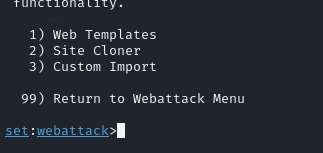 functionality.
1) Web Templates
2) Site Cloner
3) Custom Import
99) Return to Webattack Menu
set:webattack>